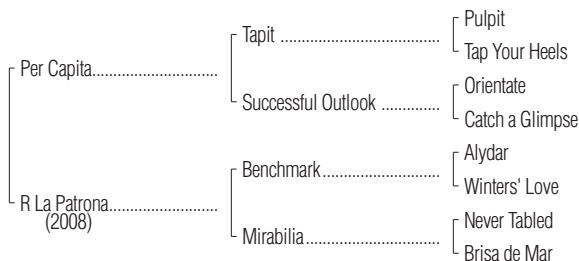 Pulpit
Tapit ..........................................
Tap Your Heels
Per Capita.................................
Orientate
Successful Outlook ...............
Catch a Glimpse
Alydar
Benchmark...............................
Winters' Love
R La Patrona.............................
(2008)
Never Tabled
Mirabilia....................................
Brisa de Mar